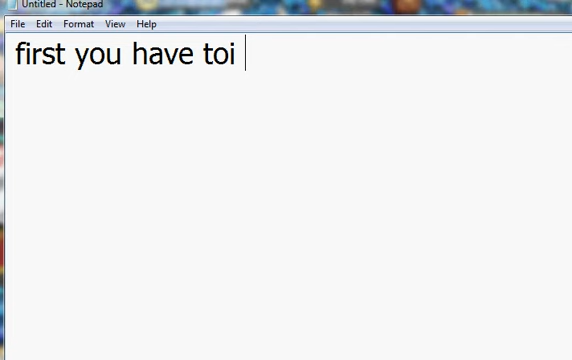 Untitled - Notepad
File Edit Format View Help
first you have toi